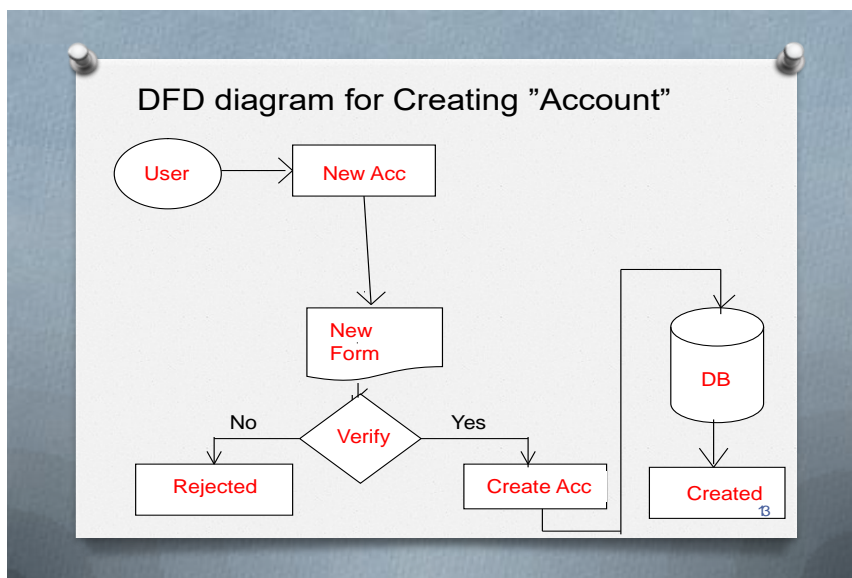 DFD diagram for Creating ”Account”
User
New Acc
New
Form
No
Verify
Yes
DB
Rejected
Create Acc
Created
13